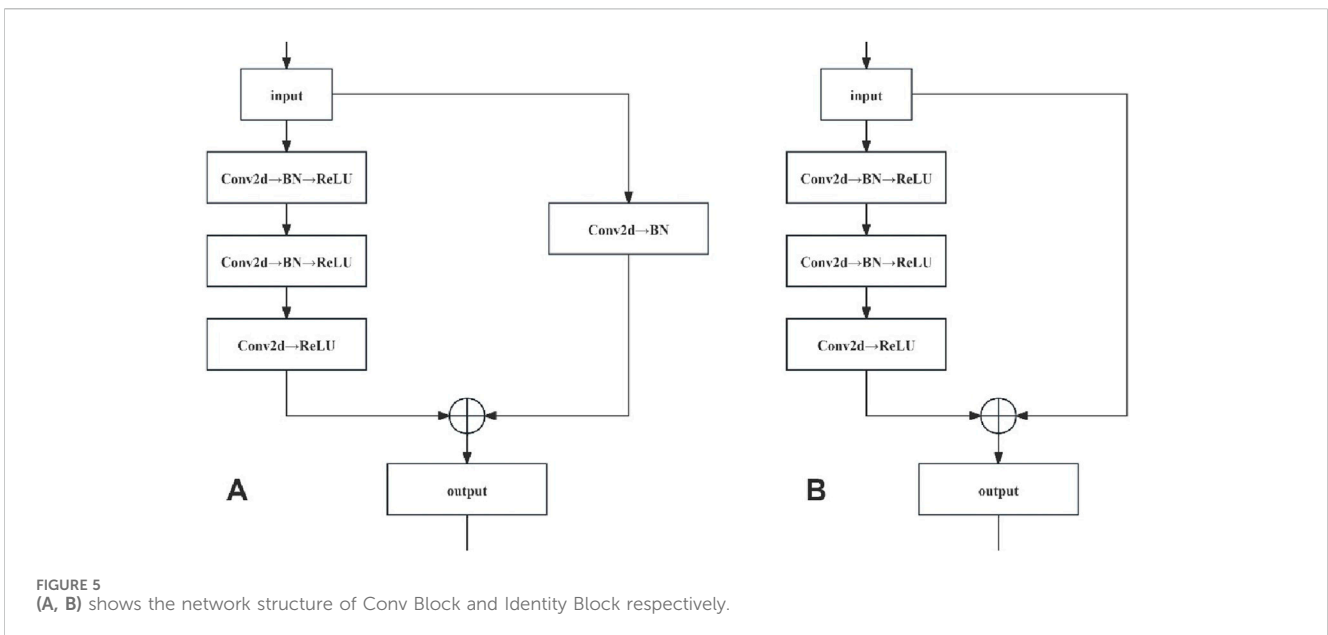 input
Conv2d→BN→ReLU
Conv2d→BN→ReLU
Conv2d→ReLU
Conv2d→BN
output
A
input
Conv2d→BN→ReLU
Conv2d→BN→ReLU
Conv2d→ReLU
output
B
FIGURE 5
(A, B) shows the network structure of Conv Block and Identity Block respectively.